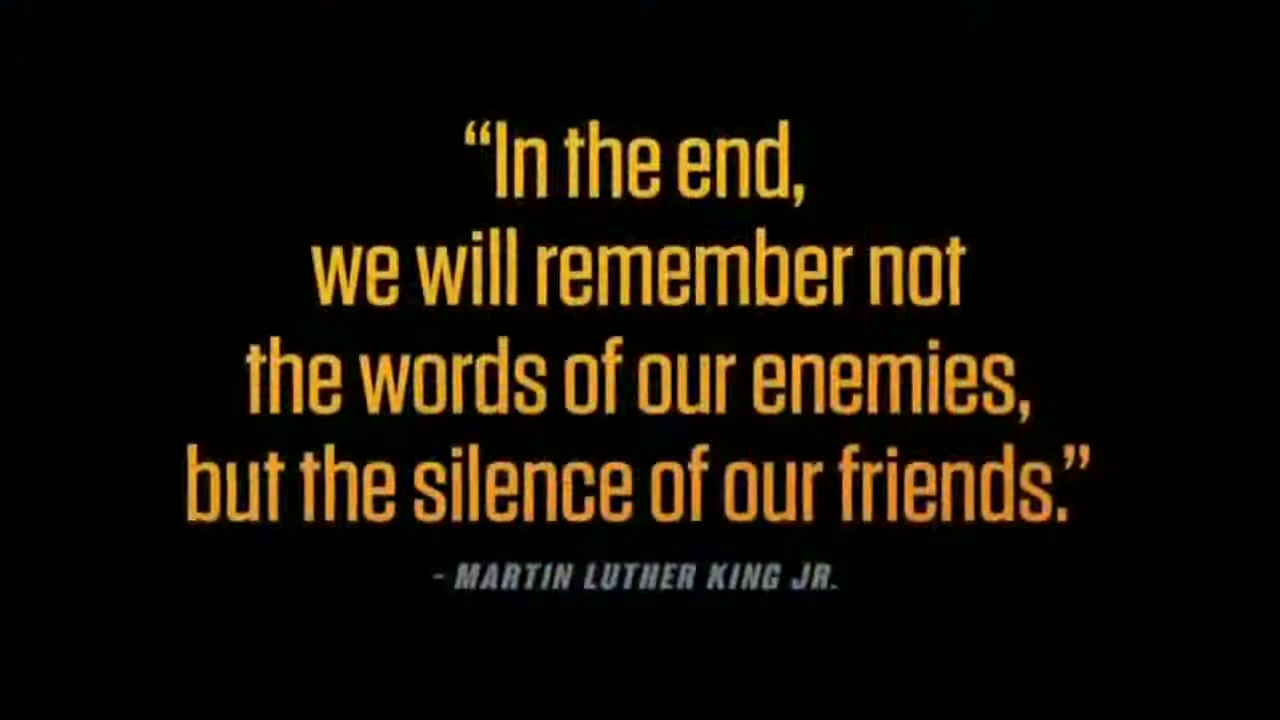 “In the end,
we will remember not
the words of our enemies,
but the silence of our friends.”
- MARTIN LUTHER KING JR.